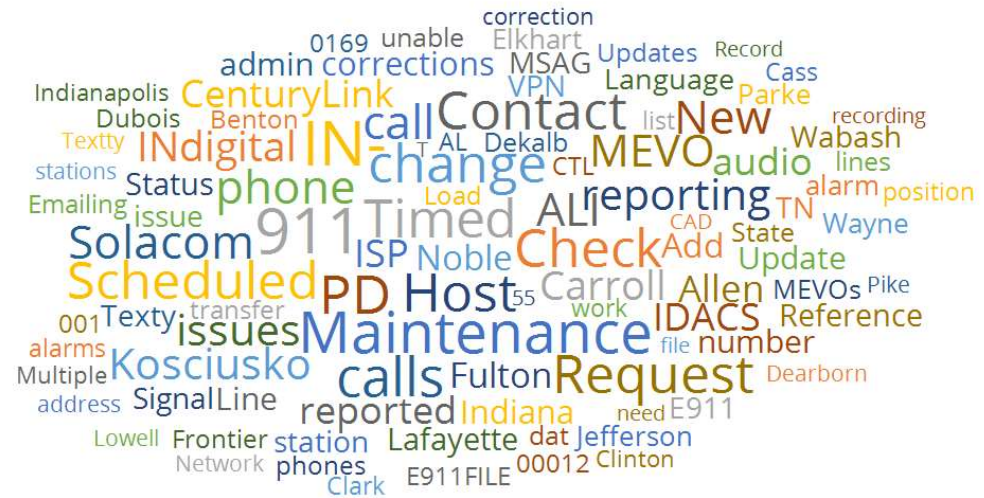 correction
0169 unable Elkhart Updates Record
admin corrections MSAG Language Cass
Indianapolis CenturyLink VPN Parke
Dubois Benton call Contact list New recording
Textty INdigital IN- T AL Dekalb CTL MEVO Wabash
stations Status phone change audio lines
Emailing issue Load ALI reporting TN alarm position
Solacom 911 Timed Check CAD Add State Wayne
Scheduled ISP Noble Update
PD Host 55 Carroll Allen MEVOs Pike
001 Texty transfer work IDACS Reference
alarms issues Maintenance file number
Multiple Kosciusko calls Fulton Request Dearborn
address Signal Line reported Indiana need E911
Lowell Frontier station Lafayette dat Jefferson
Network phones E911FILE 00012 Clinton
Clark